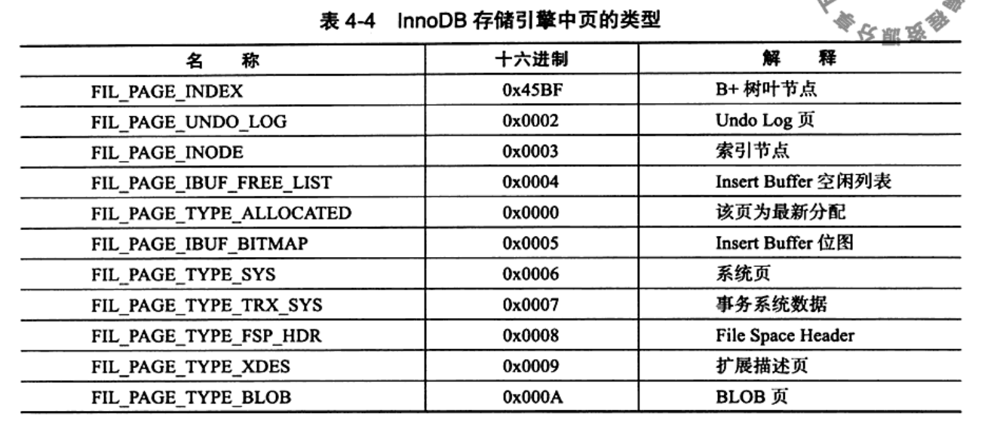 表 4-4 InnoDB 存储引擎中页的类型
名 称 十六进制 解 释
FIL_PAGE_INDEX 0x45BF B+ 树叶节点
FIL_PAGE_UNDO_LOG 0x0002 Undo Log 页
FIL_PAGE_INODE 0x0003 索引节点
FIL_PAGE_IBUF_FREE_LIST 0x0004 Insert Buffer 空闲列表
FIL_PAGE_TYPE_ALLOCATED 0x0000 该页为最新分配
FIL_PAGE_IBUF_BITMAP 0x0005 Insert Buffer 位图
FIL_PAGE_TYPE_SYS 0x0006 系统页
FIL_PAGE_TYPE_TRX_SYS 0x0007 事务系统数据
FIL_PAGE_TYPE_FSP_HDR 0x0008 File Space Header
FIL_PAGE_TYPE_XDES 0x0009 扩展描述页
FIL_PAGE_TYPE_BLOB 0x000A BLOB 页